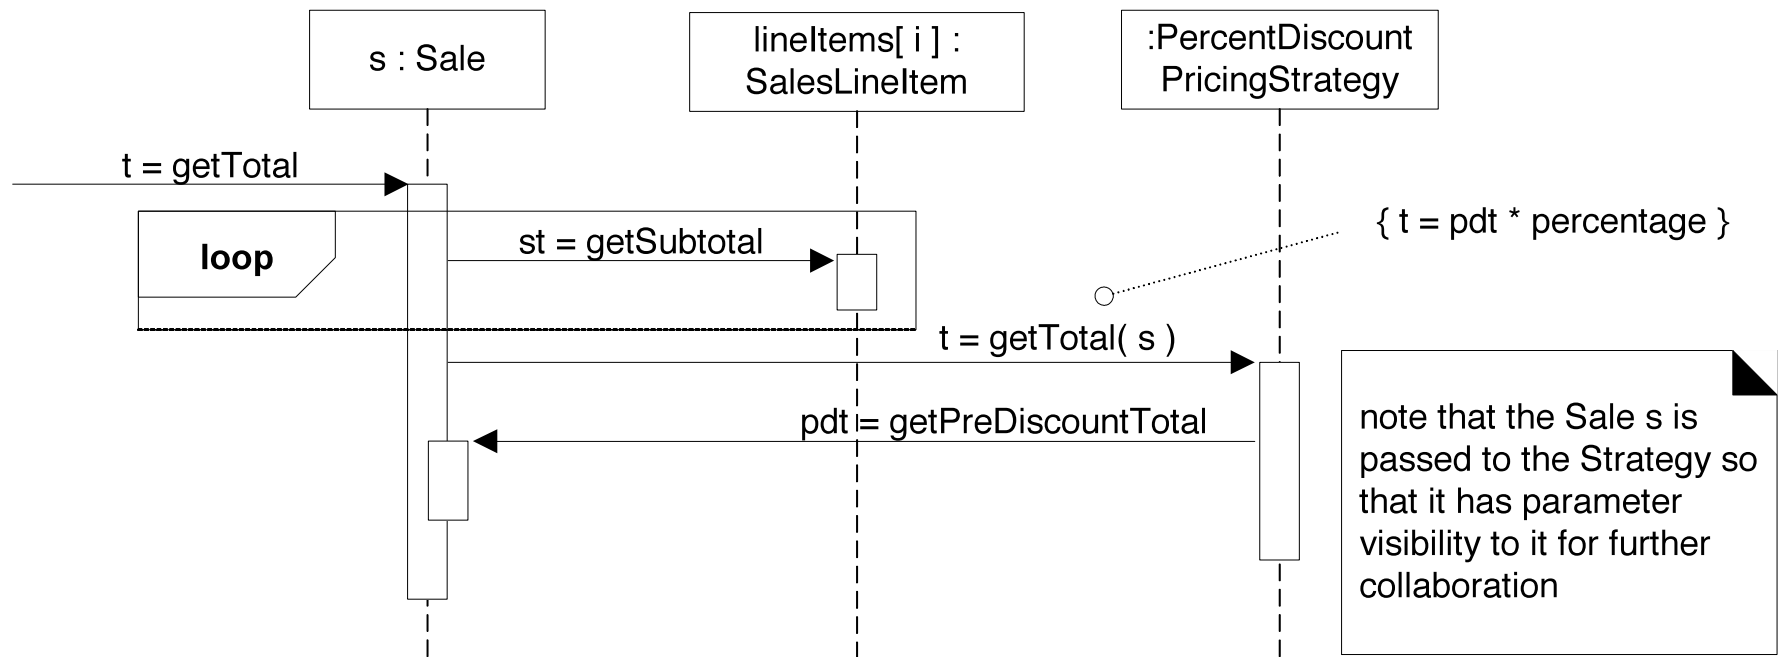 s : Sale
lineItems[ i ] :
SalesLineItem
:PercentDiscount
PricingStrategy
t = getTotal
loop
st = getSubtotal
{ t = pdt * percentage }
t = getTotal( s )
pdt = getPreDiscountTotal
note that the Sale s is
passed to the Strategy so
that it has parameter
visibility to it for further
collaboration